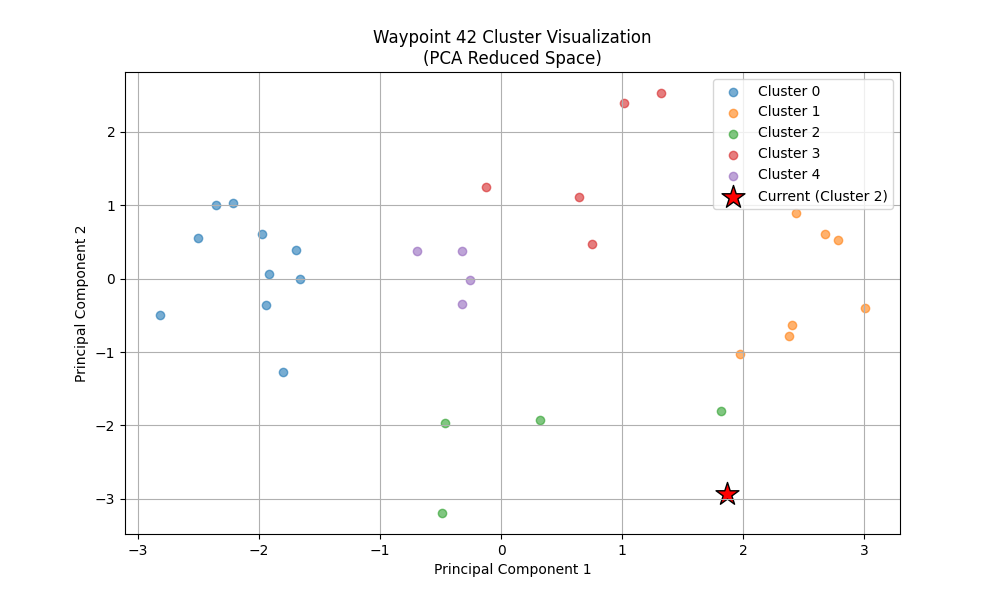 Waypoint 42 Cluster Visualization
(PCA Reduced Space)
Cluster 0
Cluster 1
Cluster 2
Cluster 3
Cluster 4
Current (Cluster 2)
Principal Component 2
2
1
0
−1
−2
−3
−3 −2 −1 0 1 2 3
Principal Component 1